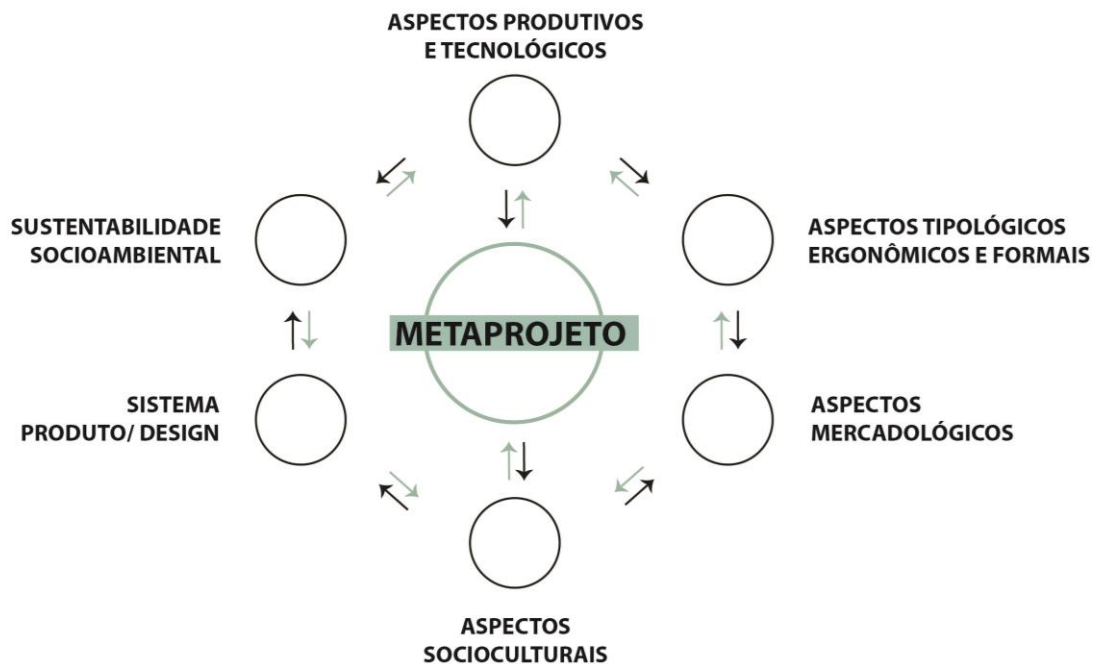 ASPECTOS PRODUTIVOS
E TECNOLÓGICOS
SUSTENTABILIDADE
SOCIOAMBIENTAL
ASPECTOS TIPOLÓGICOS
ERGONÔMICOS E FORMAIS
METAPROJETO
SISTEMA
PRODUTO/ DESIGN
ASPECTOS
MERCADOLÓGICOS
ASPECTOS
SOCIOCULTURAIS